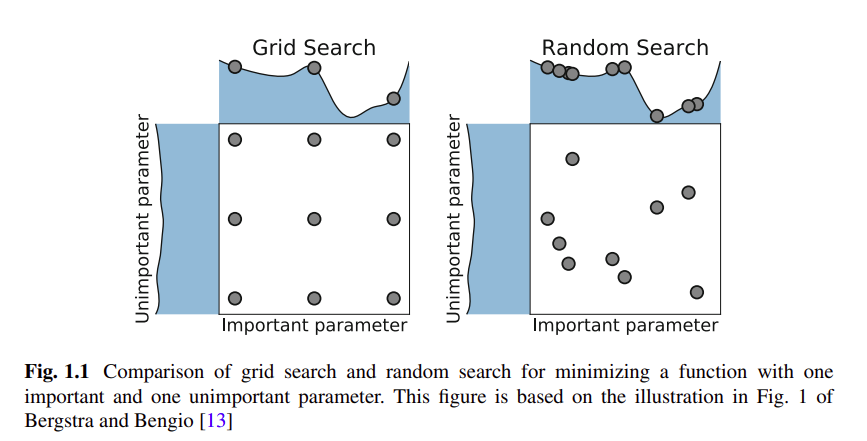 Grid Search
Random Search
Unimportant parameter
Important parameter
Unimportant parameter
Important parameter
Fig. 1.1 Comparison of grid search and random search for minimizing a function with one
important and one unimportant parameter. This figure is based on the illustration in Fig. 1 of
Bergstra and Bengio [13]